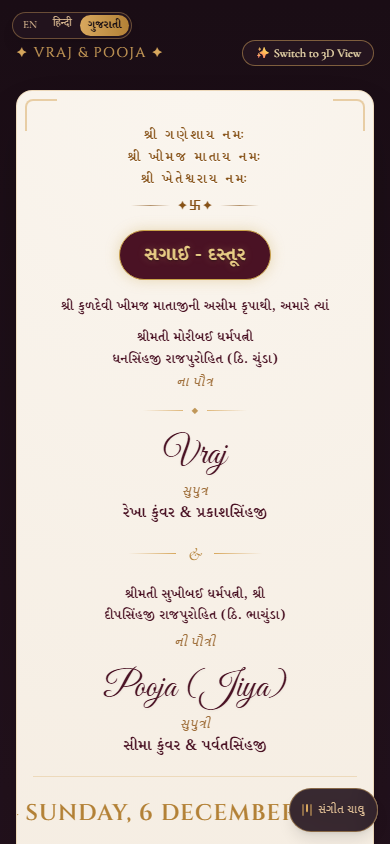 EN हिन्दी ગુજરાતી
✦ VRAJ & POOJA ✦
✨ Switch to 3D View
શ્રી ગણેશાય નમઃ
શ્રી ખીમજ માતાય નમઃ
શ્રી ખેતેશ્વરાય નમઃ
✦卐✦
સગાઈ - દસ્તૂર
શ્રી કુળદેવી ખીમજ માતાજીની અસીમ કૃપાથી, અમારે ત્યાં
શ્રીમતી મોરીબઈ ધર્મપત્ની
ધનસિંહજી રાજપુરોહિત (ઠિ. ચુંડા)
ના પૌત્ર
Vraj
સુપુત્ર
રેખા કુંવર & પ્રકાશસિંહજી
&
શ્રીમતી સુખીબઈ ધર્મપત્ની, શ્રી
દીપસિંહજી રાજપુરોહિત (ઠિ. ભાચુંડા)
ની પૌત્રી
Pooja (Jiya)
સુપુત્રી
સીમા કુંવર & પર્વતસિંહજી
SUNDAY, 6 DECEMBER
સંગીત ચાલુ